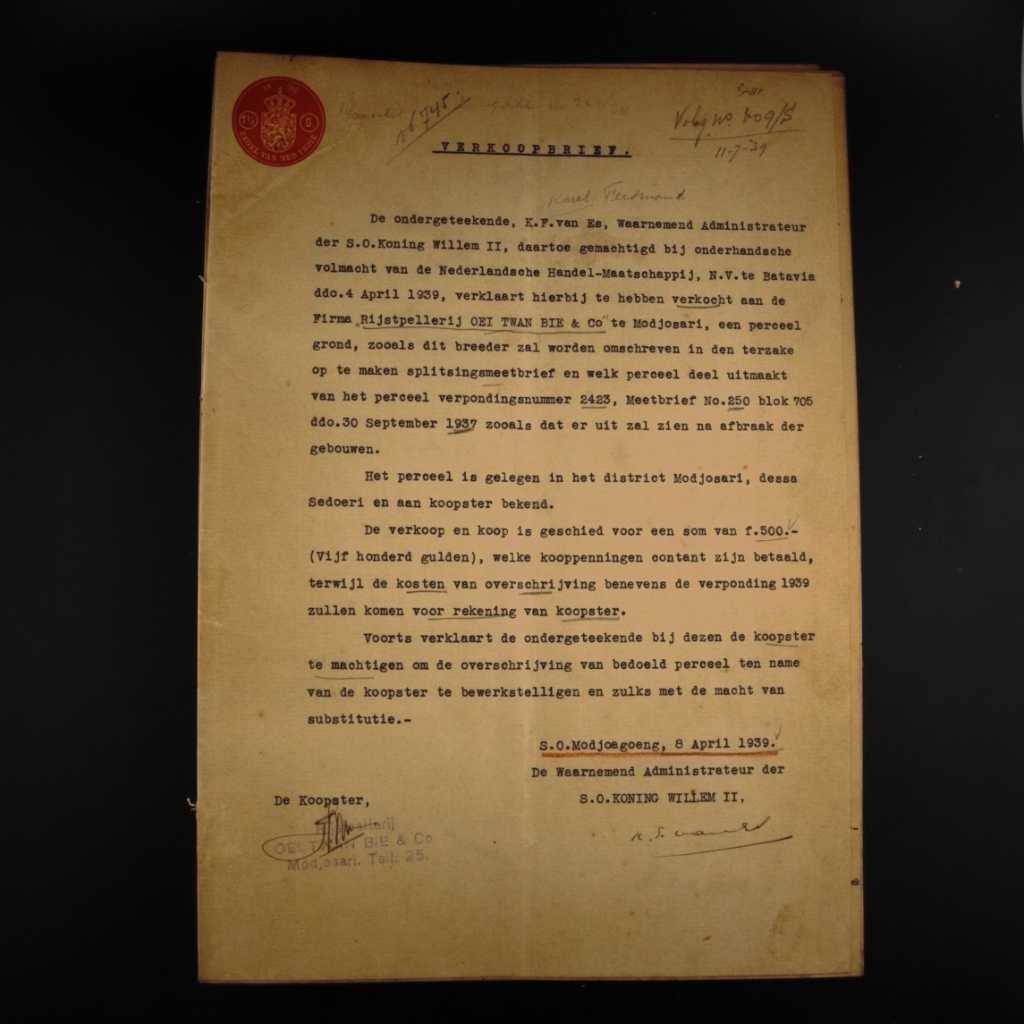 Volg no. 709/S
11-7-'39
VERKOOPBRIEF.
Karel Ferdinand
De ondergeteekende, K.F.van Es, Waarnemend Administrateur
der S.O.Koning Willem II, daartoe gemachtigd bij onderhandsche
volmacht van de Nederlandsche Handel-Maatschappij, N.V.te Batavia
ddo.4 April 1939, verklaart hierbij te hebben verkocht aan de
Firma „Rijstpellerij OEI TWAN BIE & Co" te Modjosari, een perceel
grond, zooals dit breeder zal worden omschreven in den terzake
op te maken splitsingsmeetbrief en welk perceel deel uitmaakt
van het perceel verpondingsnummer 2423, Meetbrief No.250 blok 705
ddo.30 September 1937 zooals dat er uit zal zien na afbraak der
gebouwen.
Het perceel is gelegen in het district Modjosari, dessa
Sedoeri en aan koopster bekend.
De verkoop en koop is geschied voor een som van f.500.-
(Vijf honderd gulden), welke kooppenningen contant zijn betaald,
terwijl de kosten van overschrijving benevens de verponding 1939
zullen komen voor rekening van koopster.
Voorts verklaart de ondergeteekende bij dezen de koopster
te machtigen om de overschrijving van bedoeld perceel ten name
van de koopster te bewerkstelligen en zulks met de macht van
substitutie.-
S.O.Modjoagoeng, 8 April 1939.
De Waarnemend Administrateur der
De Koopster,
S.O.KONING WILLEM II,
OEI TWAN BIE & Co
Modjosari. Telf. 25.